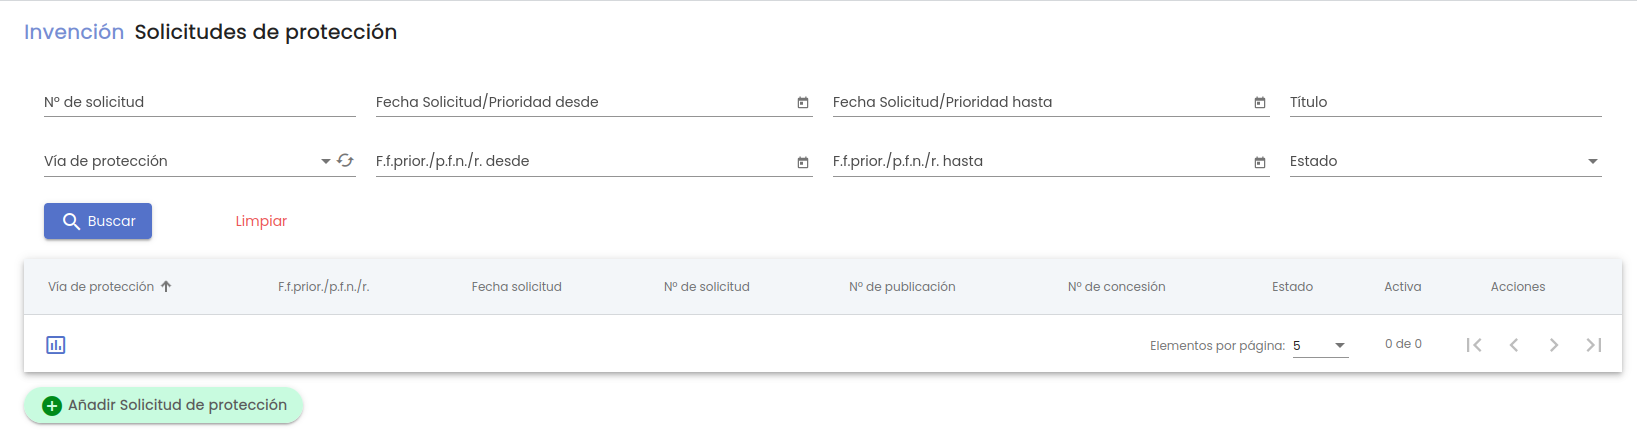 Invención Solicitudes de protección
Nº de solicitud Fecha Solicitud/Prioridad desde Fecha Solicitud/Prioridad hasta Título
Vía de protección F.f.prior./p.f.n./r. desde F.f.prior./p.f.n./r. hasta Estado
Buscar Limpiar
Vía de protección F.f.prior./p.f.n./r. Fecha solicitud Nº de solicitud Nº de publicación Nº de concesión Estado Activa Acciones
Elementos por página: 5 0 de 0
Añadir Solicitud de protección